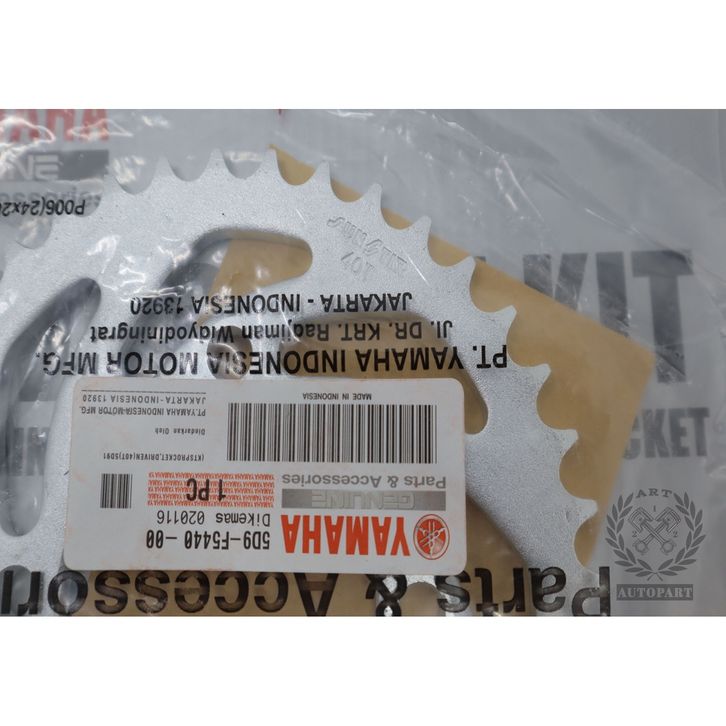 YAMAHA
GENUINE
Parts & Accessories
5D9-F5440-00
Dikemas 020116
1 PC
(KTSPROCKET,DRIVEN(40T)5D91
Diedarkan Oleh
PT.YAMAHA INDONESIA MOTOR MFG.
JAKARTA-INDONESIA 13920
MADE IN INDONESIA
Parts & Accessories
PT. YAMAHA INDONESIA MOTOR MFG.
Jl. DR. KRT. Radjiman Widyodiningrat
JAKARTA - INDONESIA 13920
40T
KIT
ART
AUTOPART